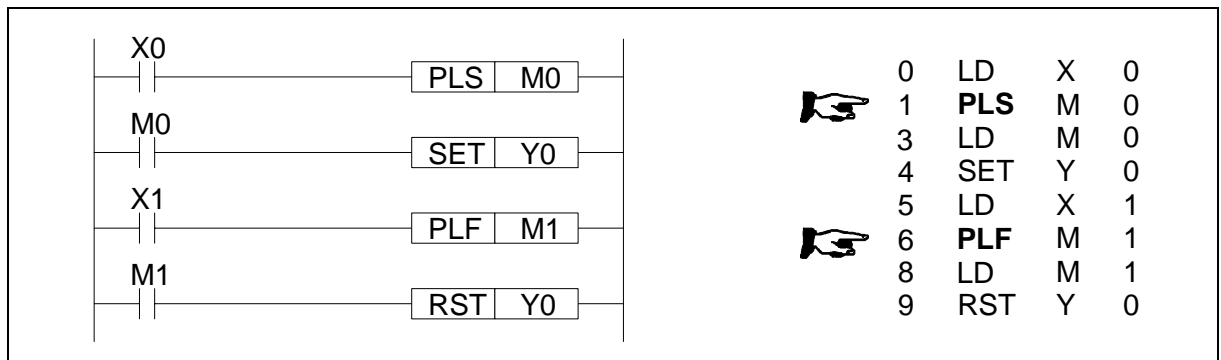 X0
PLS M0
M0
SET Y0
X1
PLF M1
M1
RST Y0
0 LD X 0
1 PLS M 0
3 LD M 0
4 SET Y 0
5 LD X 1
6 PLF M 1
8 LD M 1
9 RST Y 0